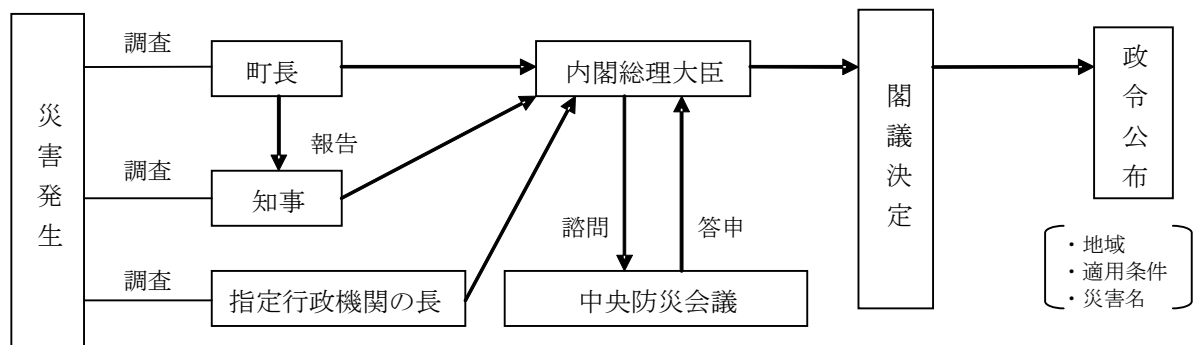 災害発生
調査
町長
報告
調査
知事
調査
指定行政機関の長
内閣総理大臣
諮問
答申
中央防災会議
閣議決定
政令公布
・地域
・適用条件
・災害名